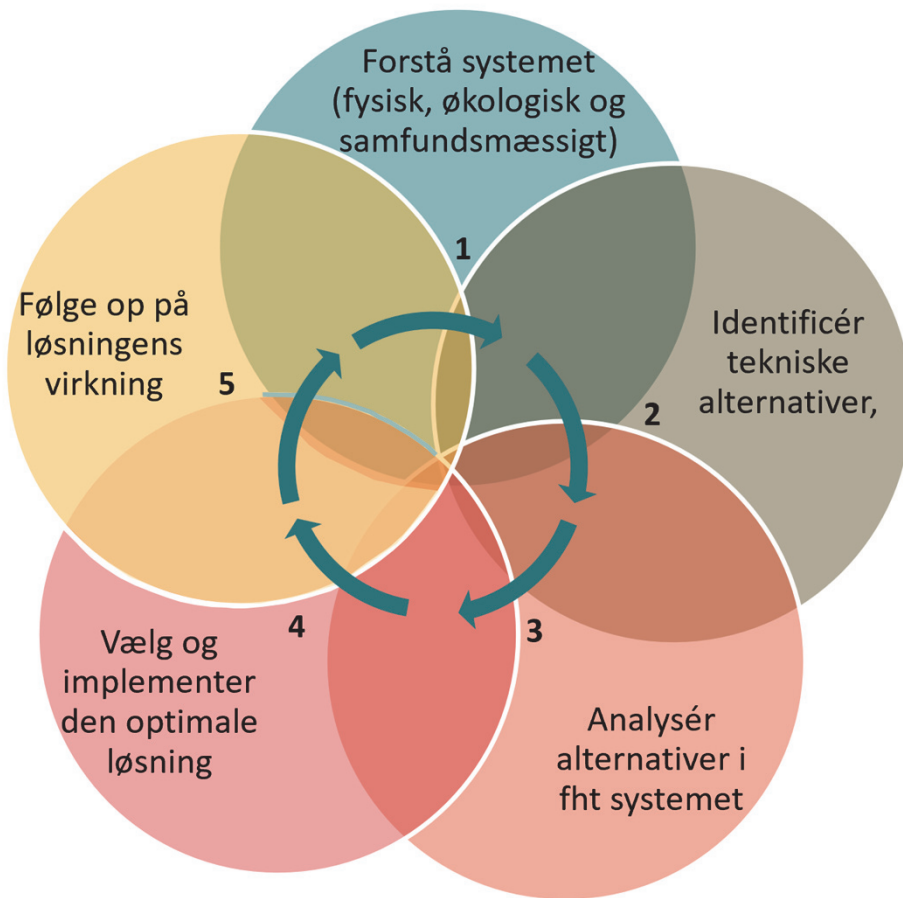 Forstå systemet
(fysisk, økologisk og
samfundsmæssigt)
1
Identificér
tekniske
alternativer,
2
Analysér
alternativer i
fht systemet
3
Vælg og
implementer
den optimale
løsning
4
Følge op på
løsningens
virkning
5